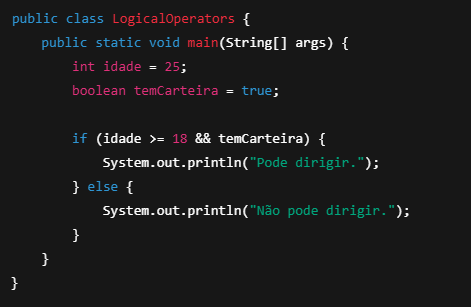 public class LogicalOperators {
    public static void main(String[] args) {
        int idade = 25;
        boolean temCarteira = true;

        if (idade >= 18 && temCarteira) {
            System.out.println("Pode dirigir.");
        } else {
            System.out.println("Não pode dirigir.");
        }
    }
}